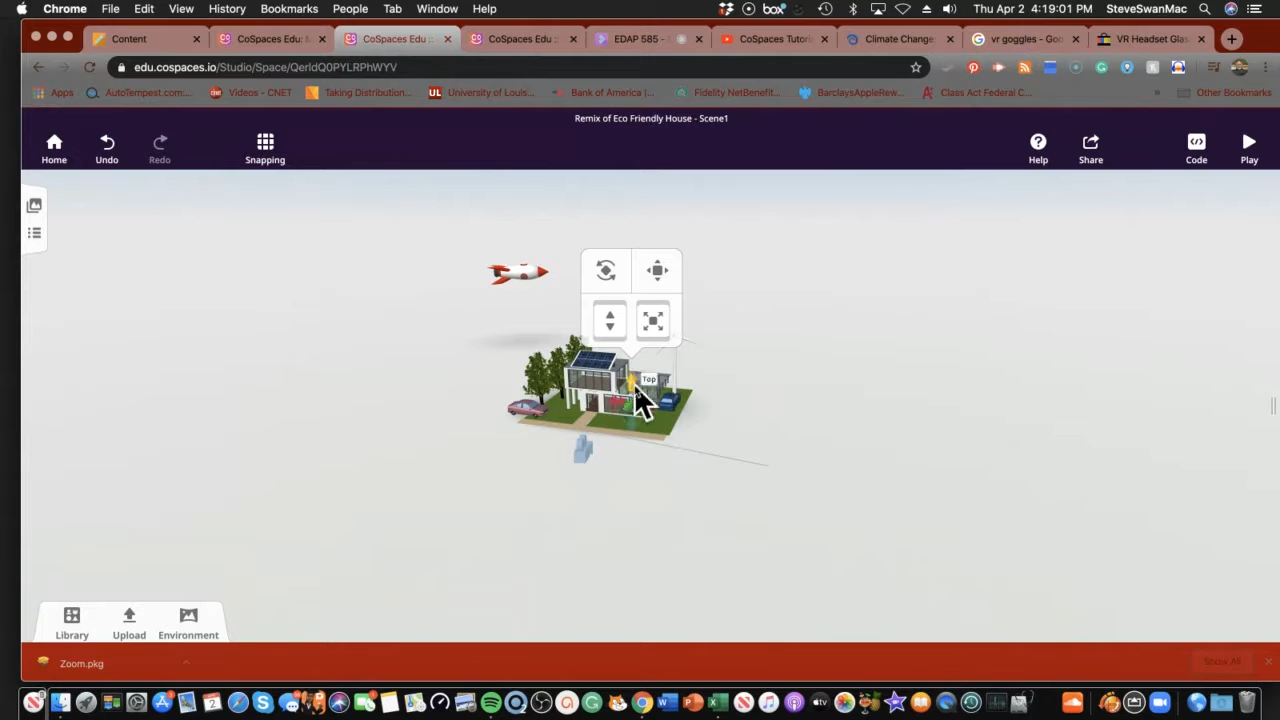 Chrome File Edit View History Bookmarks People Tab Window Help box Thu Apr 2 4:19:01 PM SteveSwanMac
Content CoSpaces Edu: CoSpaces Edu :: CoSpaces Edu :: EDAP 585 - CoSpaces Tutori Climate Change vr goggles - Goo VR Headset Glas
edu.cospaces.io/Studio/Space/QerldQ0PYLRPhWYV
Apps AutoTempest.com:... Videos - CNET Taking Distribution... University of Louis... Bank of America |... Fidelity NetBenefit... BarclaysAppleRew... Class Act Federal C... » Other Bookmarks
Remix of Eco Friendly House - Scene1
Home Undo Redo Snapping Help Share Code Play
Top
Library Upload Environment
Zoom.pkg Show All